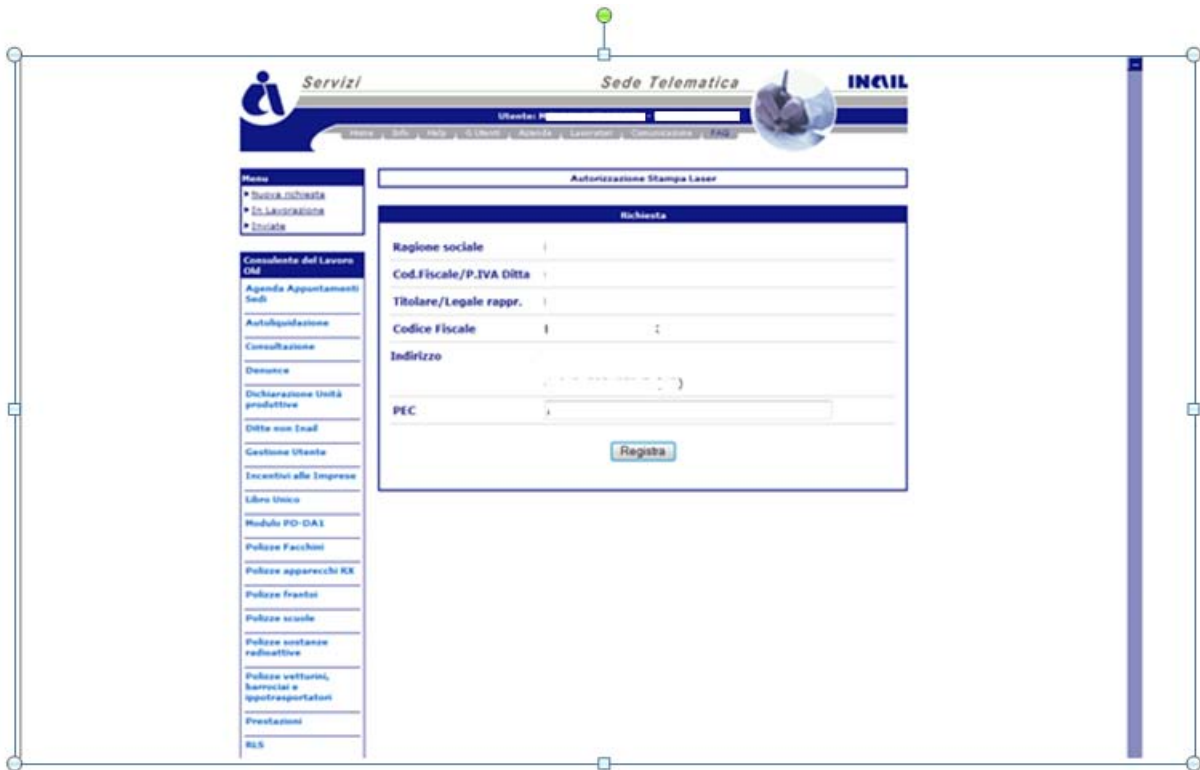 Servizi
Sede Telematica
INAIL
Utente:
Home Info Help G.Utenti Azienda Lavoratori Comunicazione FAQ
Menu
Nuova richiesta
In Lavorazione
Inviate
Autorizzazione Stampa Laser
Richiesta
Ragione sociale
Cod.Fiscale/P.IVA Ditta
Titolare/Legale rappr.
Codice Fiscale
Indirizzo
PEC
Registra
Consulente del Lavoro
Old
Agenda Appuntamenti
Sedi
Autoliquidazione
Consultazione
Denunce
Dichiarazione Unità
produttive
Ditte non Inail
Gestione Utente
Incentivi alle Imprese
Libro Unico
Modulo PD-DA1
Polizze Facchini
Polizze apparecchi RX
Polizze frantoi
Polizze scuole
Polizze sostanze
radioattive
Polizze vetturini,
barrociai e
ippotrasportatori
Prestazioni
RLS